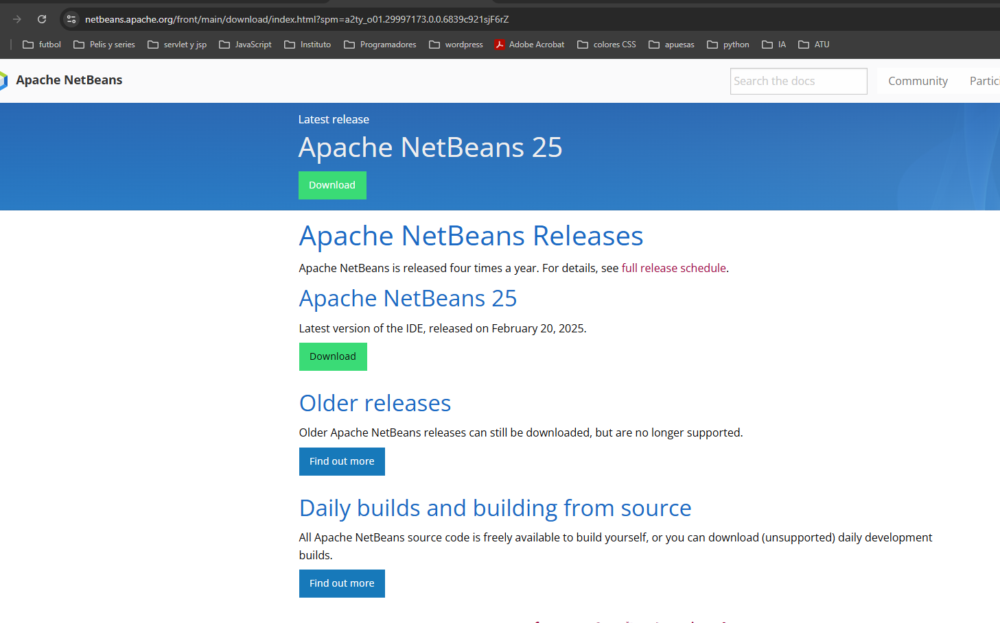 netbeans.apache.org/front/main/download/index.html?spm=a2ty_o01.29997173.0.0.6839c921sjF6rZ
futbol Pelis y series servlet y jsp JavaScript Instituto Programadores wordpress Adobe Acrobat colores CSS apuesas python IA ATU
Apache NetBeans Search the docs Community Partici
Latest release
Apache NetBeans 25
Download
Apache NetBeans Releases
Apache NetBeans is released four times a year. For details, see full release schedule.
Apache NetBeans 25
Latest version of the IDE, released on February 20, 2025.
Download
Older releases
Older Apache NetBeans releases can still be downloaded, but are no longer supported.
Find out more
Daily builds and building from source
All Apache NetBeans source code is freely available to build yourself, or you can download (unsupported) daily development
builds.
Find out more